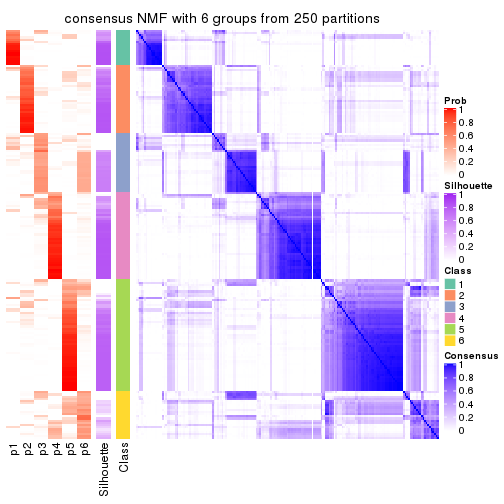 consensus NMF with 6 groups from 250 partitions
Prob
1
0.8
0.6
0.4
0.2
0
Silhouette
1
0.8
0.6
0.4
0.2
0
Class
1
2
3
4
5
6
Consensus
1
0.8
0.6
0.4
0.2
0
p1
p2
p3
p4
p5
p6
Silhouette
Class